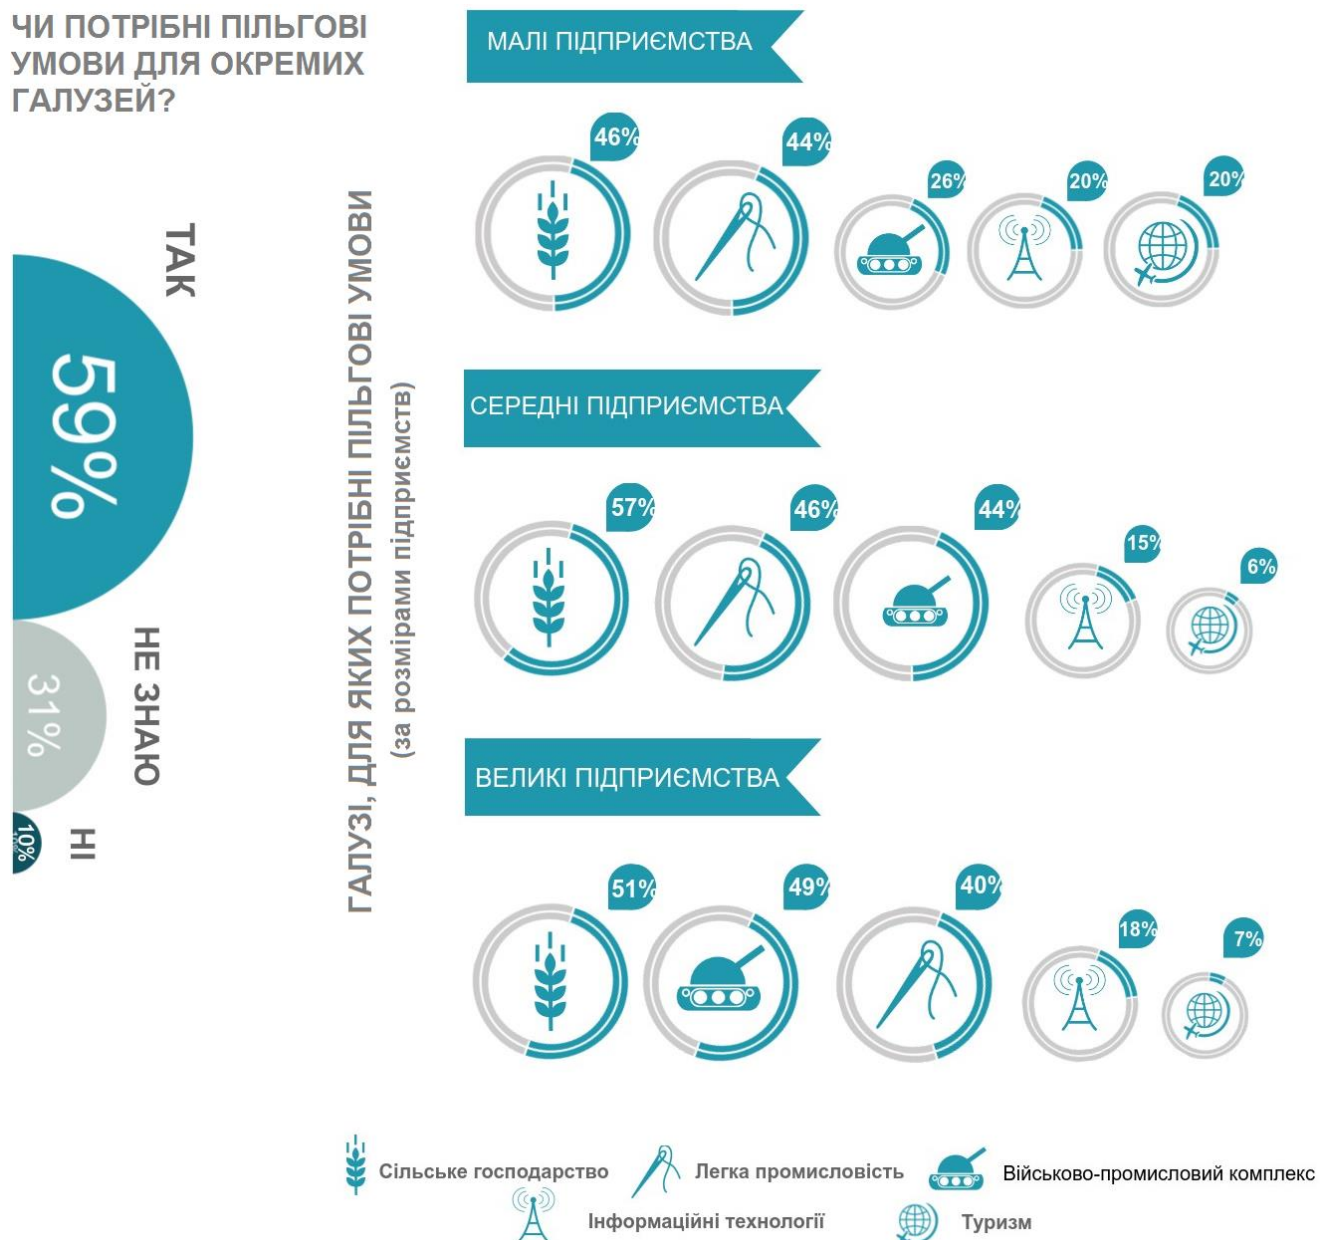 ЧИ ПОТРІБНІ ПІЛЬГОВІ
УМОВИ ДЛЯ ОКРЕМИХ
ГАЛУЗЕЙ?
ТАК
59%
НЕ ЗНАЮ
31%
НІ
10%
ГАЛУЗІ, ДЛЯ ЯКИХ ПОТРІБНІ ПІЛЬГОВІ УМОВИ
(за розмірами підприємств)
МАЛІ ПІДПРИЄМСТВА
46%
44%
26%
20%
20%
СЕРЕДНІ ПІДПРИЄМСТВА
57%
46%
44%
15%
6%
ВЕЛИКІ ПІДПРИЄМСТВА
51%
49%
40%
18%
7%
Сільське господарство
Легка промисловість
Військово-промисловий комплекс
Інформаційні технології
Туризм